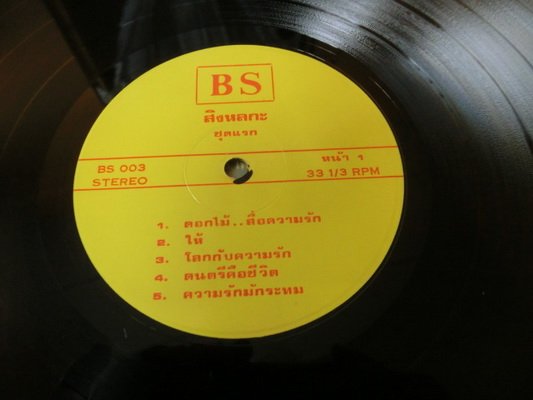 BS
สิงหลกะ
ชุดแรก
BS 003
STEREO
หน้า 1
33 1/3 RPM
1. ดอกไม้..สื่อความรัก
2. ให้
3. โลกกับความรัก
4. ดนตรีคือชีวิต
5. ความรักมักระทม